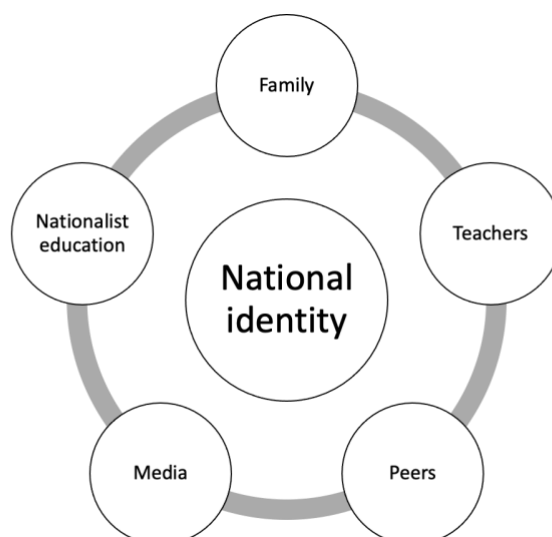 Family
Nationalist
education
Teachers
National
identity
Media
Peers